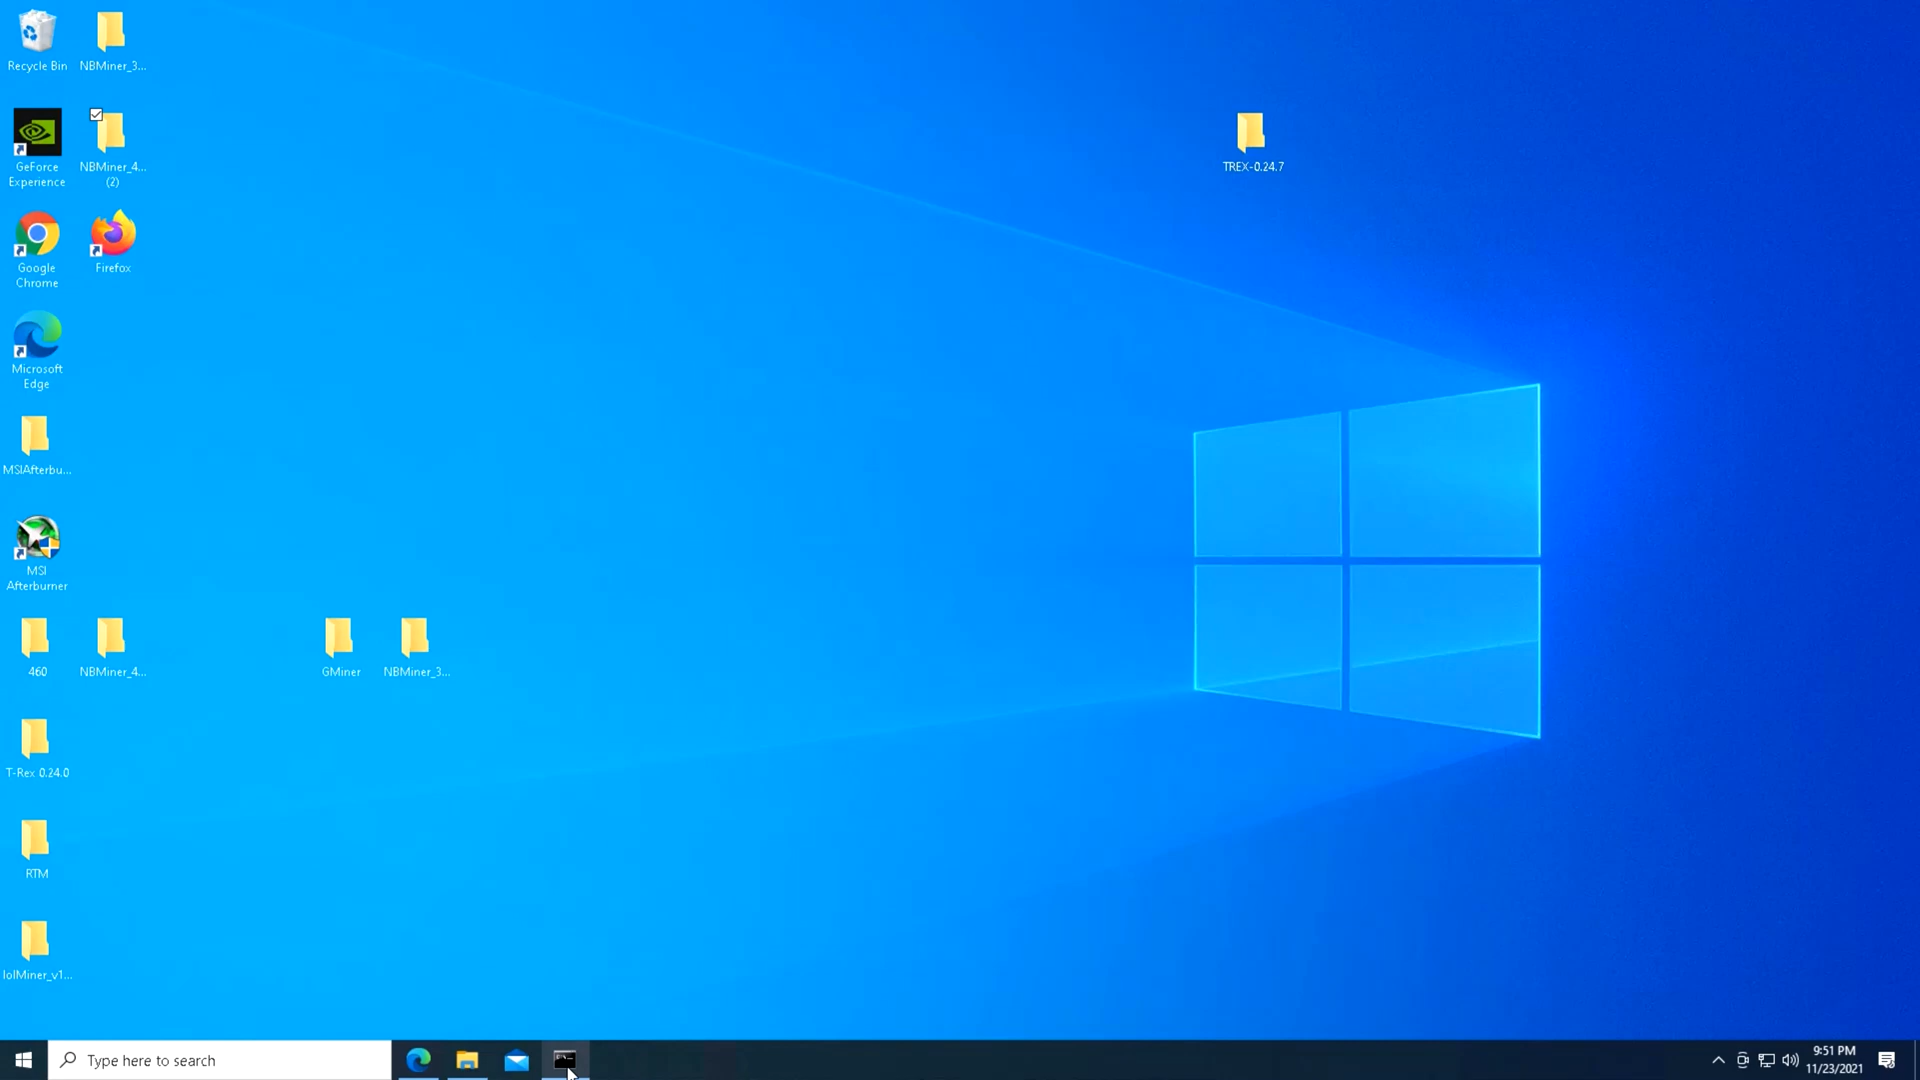 Recycle Bin
NBMiner_3...
GeForce
Experience
NBMiner_4...
(2)
TREX-0.24.7
Google
Chrome
Firefox
Microsoft
Edge
MSIAfterbu...
MSI
Afterburner
460
NBMiner_4...
GMiner
NBMiner_3...
T-Rex 0.24.0
RTM
lolMiner_v1...
Type here to search
9:51 PM
11/23/2021